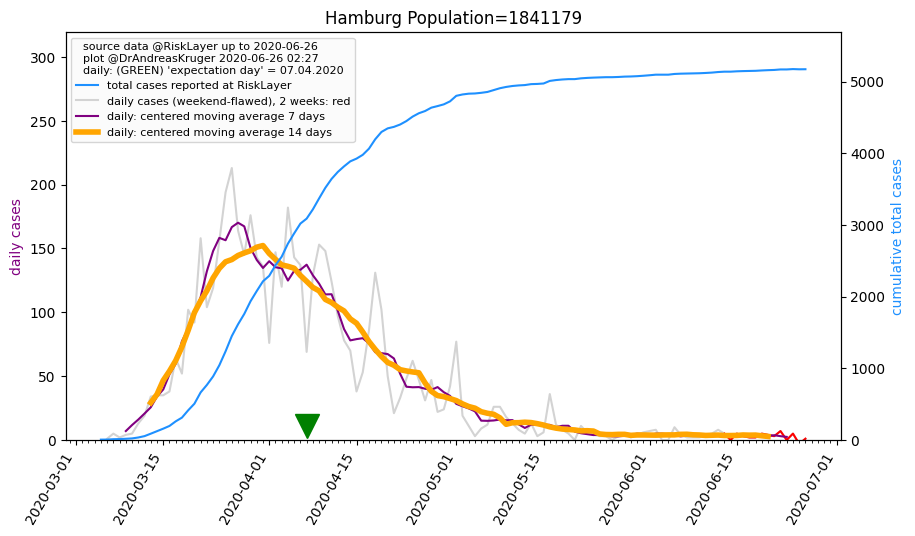 Hamburg Population=1841179
source data @RiskLayer up to 2020-06-26
plot @DrAndreasKruger 2020-06-26 02:27
daily: (GREEN) 'expectation day' = 07.04.2020
total cases reported at RiskLayer
daily cases (weekend-flawed), 2 weeks: red
daily: centered moving average 7 days
daily: centered moving average 14 days
daily cases
300
250
200
150
100
50
0
cumulative total cases
5000
4000
3000
2000
1000
0
2020-03-01
2020-03-15
2020-04-01
2020-04-15
2020-05-01
2020-05-15
2020-06-01
2020-06-15
2020-07-01